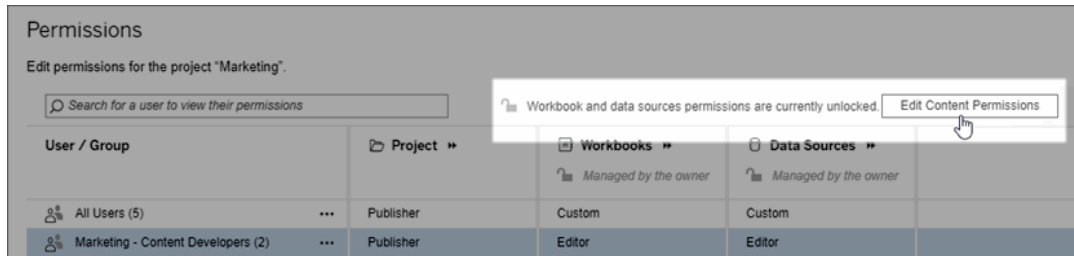 Permissions
Edit permissions for the project “Marketing”.
Search for a user to view their permissions
Workbook and data sources permissions are currently unlocked. Edit Content Permissions
User / Group Project Workbooks Data Sources
Managed by the owner Managed by the owner
All Users (5) ... Publisher Custom Custom
Marketing - Content Developers (2) ... Publisher Editor Editor